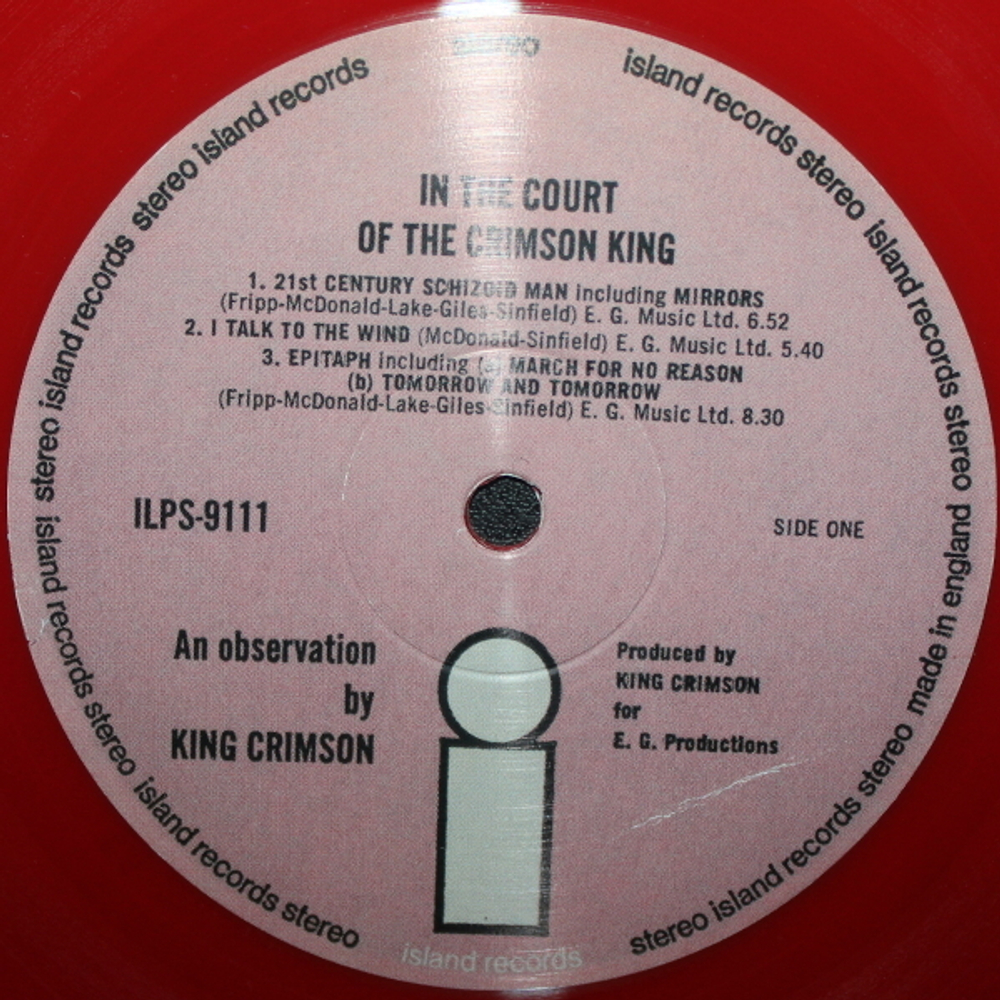 stereo
island records stereo island records stereo made in england
stereo island records stereo island records
IN THE COURT
OF THE CRIMSON KING
1. 21st CENTURY SCHIZOID MAN including MIRRORS
(Fripp-McDonald-Lake-Giles-Sinfield) E. G. Music Ltd. 6.52
2. I TALK TO THE WIND (McDonald-Sinfield) E. G. Music Ltd. 5.40
3. EPITAPH including (a) MARCH FOR NO REASON
(b) TOMORROW AND TOMORROW
(Fripp-McDonald-Lake-Giles-Sinfield) E. G. Music Ltd. 8.30
ILPS-9111
SIDE ONE
An observation
by
KING CRIMSON
Produced by
KING CRIMSON
for
E. G. Productions
island records stereo island records stereo
stereo island records stereo
island records